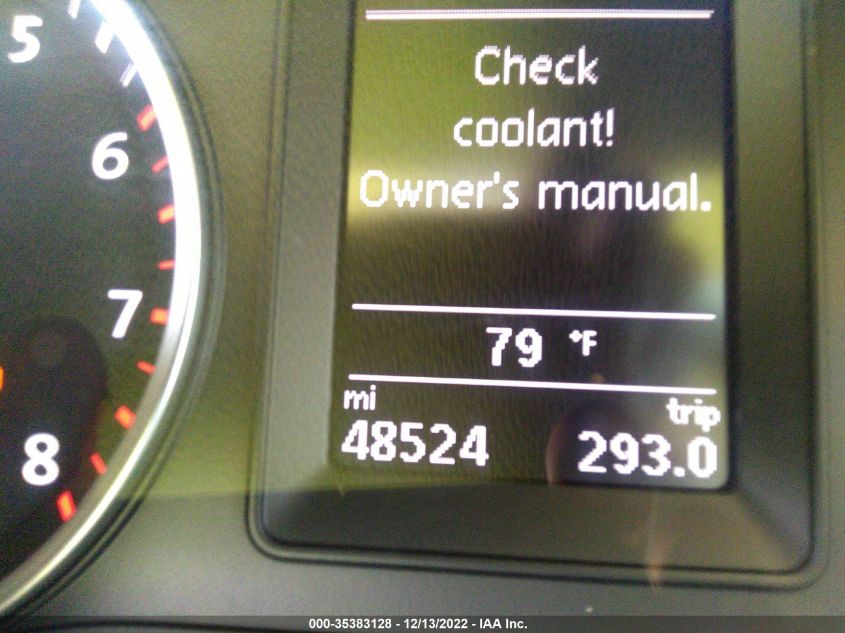 5
6
7
8
Check
coolant!
Owner's manual.
79 °F
mi trip
48524 293.0
000-35383128 - 12/13/2022 - IAA Inc.